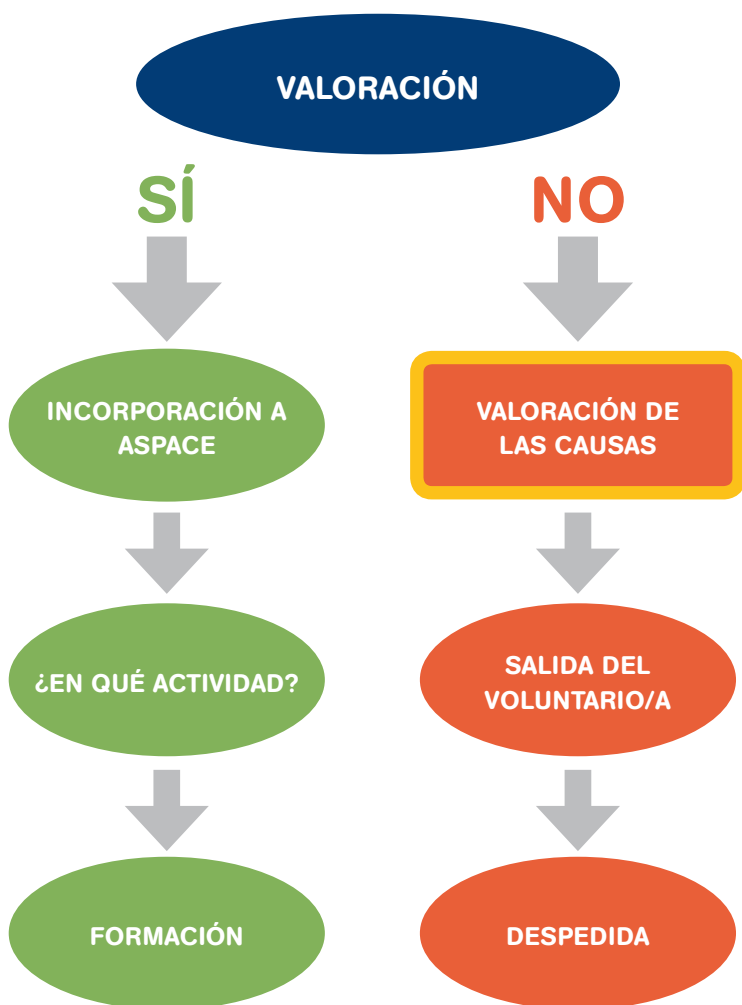 VALORACIÓN
SÍ
NO
INCORPORACIÓN A
ASPACE
VALORACIÓN DE
LAS CAUSAS
¿EN QUÉ ACTIVIDAD?
SALIDA DEL
VOLUNTARIO/A
FORMACIÓN
DESPEDIDA